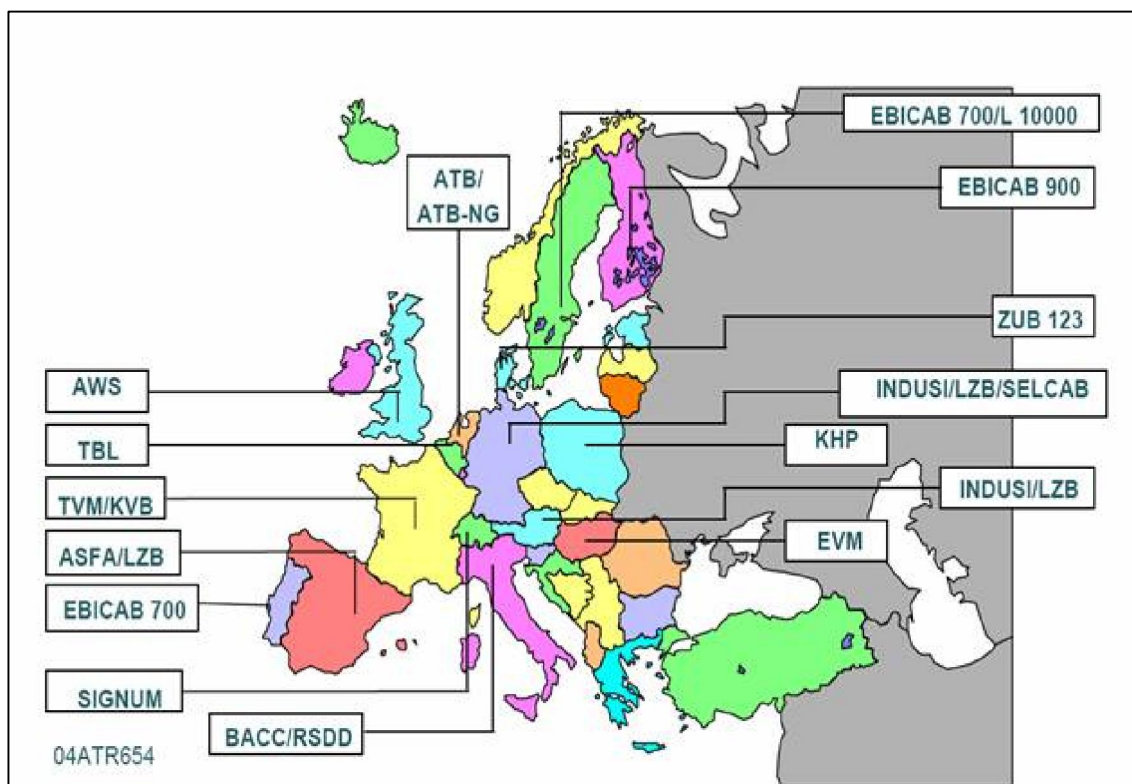 EBICAB 700/L 10000
ATB/
ATB-NG
EBICAB 900
ZUB 123
AWS
INDUSI/LZB/SELCAB
TBL
KHP
TVM/KVB
INDUSI/LZB
ASFA/LZB
EVM
EBICAB 700
SIGNUM
BACC/RSDD
04ATR654